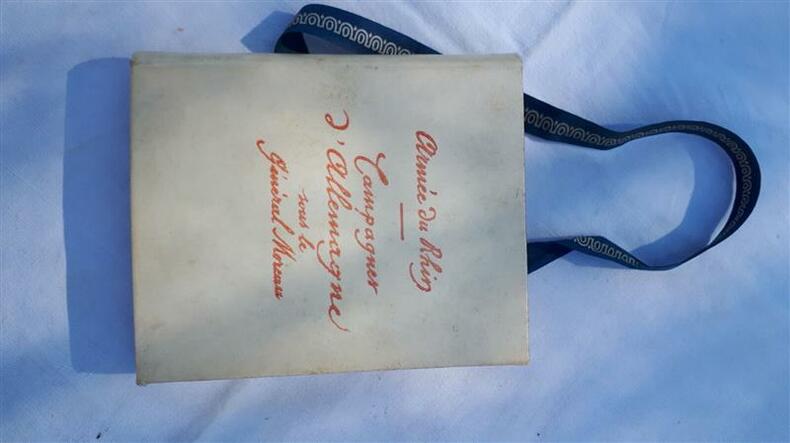 Armée du Rhin
Campagnes
d'Allemagne
sous le
Général Moreau